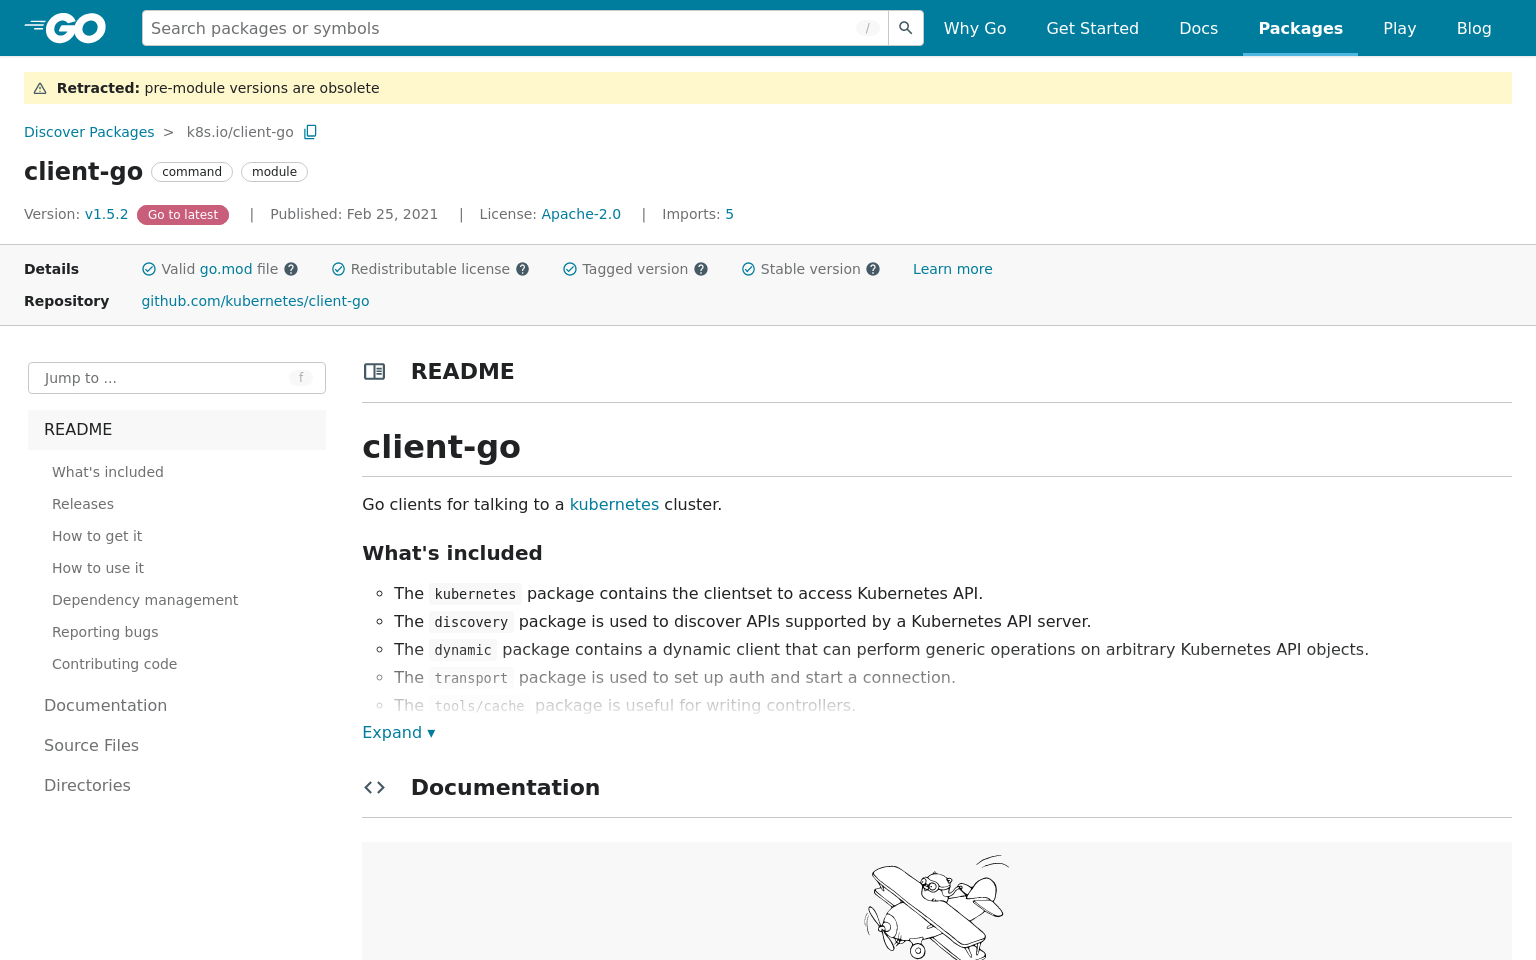 GO
Search packages or symbols
/
Why Go
Get Started
Docs
Packages
Play
Blog
Retracted: pre-module versions are obsolete
Discover Packages > k8s.io/client-go
client-go command module
Version: v1.5.2 Go to latest | Published: Feb 25, 2021 | License: Apache-2.0 | Imports: 5
Details Valid go.mod file ? Redistributable license ? Tagged version ? Stable version ? Learn more
Repository github.com/kubernetes/client-go
Jump to ... f
README
What's included
Releases
How to get it
How to use it
Dependency management
Reporting bugs
Contributing code
Documentation
Source Files
Directories
README
client-go
Go clients for talking to a kubernetes cluster.
What's included
The kubernetes package contains the clientset to access Kubernetes API.
The discovery package is used to discover APIs supported by a Kubernetes API server.
The dynamic package contains a dynamic client that can perform generic operations on arbitrary Kubernetes API objects.
The transport package is used to set up auth and start a connection.
The tools/cache package is useful for writing controllers.
Expand ▾
Documentation